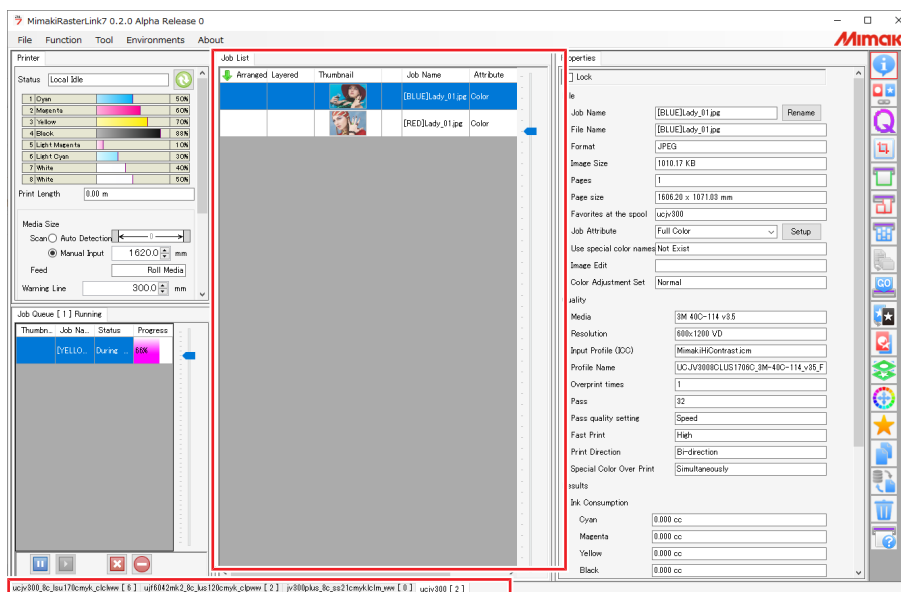 MimakiRasterLink7 0.2.0 Alpha Release 0
File Function Tool Environments About
Mimaki
Printer
Status Local Idle
1 Cyan 50%
2 Magenta 60%
3 Yellow 70%
4 Black 88%
5 Light Magenta 10%
6 Light Cyan 30%
7 White 40%
8 White 50%
Print Length 0.00 m
Media Size
Scan Auto Detection 0
Manual Input 1620.0 mm
Feed Roll Media
Warning Line 300.0 mm
Job Queue [ 1 ] Running
Thumbn... Job Na... Status Progress
[YELLO... During ... 66%
Job List
Arranged Layered Thumbnail Job Name Attribute
[BLUE]Lady_01.jpg Color
[RED]Lady_01.jpg Color
operties
Lock
le
Job Name [BLUE]Lady_01.jpg Rename
File Name [BLUE]Lady_01.jpg
Format JPEG
Image Size 1010.17 KB
Pages 1
Page size 1606.20 x 1071.03 mm
Favorites at the spool ucjv300
Job Attribute Full Color Setup
Use special color names Not Exist
Image Edit
Color Adjustment Set Normal
uality
Media 3M 40C-114 v3.5
Resolution 600x1200 VD
Input Profile (ICC) MimakiHiContrast.icm
Profile Name UCJV3008CLUS1706C_3M-40C-114_v35_F
Overprint times 1
Pass 32
Pass quality setting Speed
Fast Print High
Print Direction Bi-direction
Special Color Over Print Simultaneously
esults
Ink Consumption
Cyan 0.000 cc
Magenta 0.000 cc
Yellow 0.000 cc
Black 0.000 cc
GO
ucjv300_8c_lsu170cmyk_clclww [ 6 ] ujf6042mk2_8c_lus120cmyk_clpww [ 2 ] jv300plus_8c_ss21cmyklclm_ww [ 0 ] ucjv300 [ 2 ]